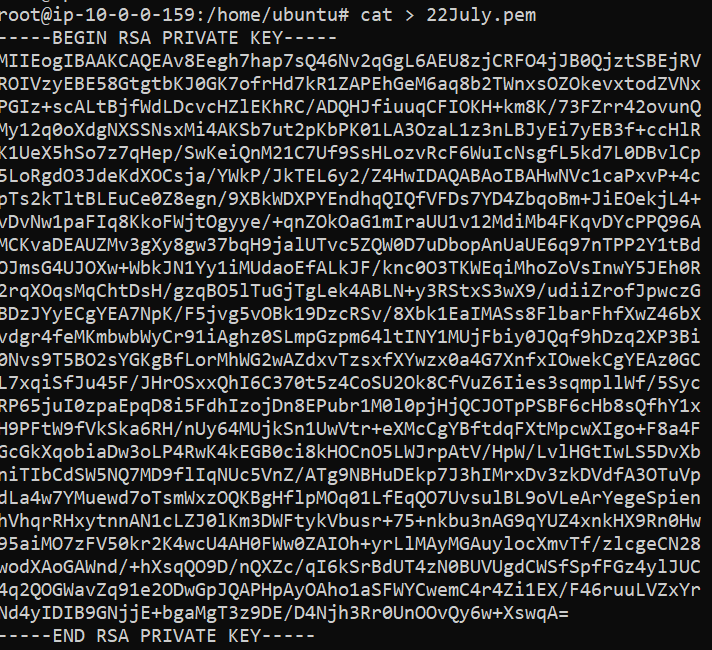 root@ip-10-0-0-159:/home/ubuntu# cat > 22July.pem
-----BEGIN RSA PRIVATE KEY-----
MIIEogIBAAKCAQEAv8Eegh7hap7sQ46Nv2qGgL6AEU8zjCRFO4jJB0QjztSBEjRV
ROIVzyEBE58GtgtbKJ0GK7ofrHd7kR1ZAPEhGeM6aq8b2TWnxsOZOkevxtodZVNx
PGIz+scALtBjfWdLDcvcHZlEKhRC/ADQHJfiuuqCFIOKH+km8K/73FZrr42ovunQ
My12q0oXdgNXSSNsxMi4AKSb7ut2pKbPK01LA3OzaL1z3nLBJyEi7yEB3f+ccHlR
K1UeX5hSo7z7qHep/SwKeiQnM21C7Uf9SsHLozvRcF6WuIcNsgfL5kd7L0DBvlCp
5LoRgdO3JdeKdXOCsja/YWkP/JkTEL6y2/Z4HwIDAQABAoIBAHwNVc1caPxvP+4c
pTs2kTltBLEuCe0Z8egn/9XBkWDXPYEndhqQIQfVFDs7YD4ZbqoBm+JiEOekjL4+
vDvNw1paFIq8KkoFWjtOgyye/+qnZOkOaG1mIraUU1v12MdiMb4FKqvDYcPPQ96A
MCKvaDEAUZMv3gXy8gw37bqH9jalUTvc5ZQW0D7uDbopAnUaUE6q97nTPP2Y1tBd
OJmsG4UJOXw+WbkJN1Yy1iMUdaoEfALkJF/knc0O3TKWEqiMhoZoVsInwY5JEh0R
2rqXOqsMqChtDsH/gzqBO5lTuGjTgLek4ABLN+y3RStxS3wX9/udiiZrofJpwczG
BDzJYyECgYEA7NpK/F5jvg5vOBk19DzcRSv/8Xbk1EaIMASs8FlbarFhfXwZ46bX
vdgr4feMKmbwbWyCr91iAghz0SLmpGzpm64ltINY1MUjFbiy0JQqf9hDzq2XP3Bi
0Nvs9T5BO2sYGKgBfLorMhWG2wAZdxvTzsxfXYwzx0a4G7XnfxIOwekCgYEAz0GC
L7xqiSfJu45F/JHrOSxxQhI6C370t5z4CoSU2Ok8CfVuZ6Iies3sqmpllWf/5Syc
RP65juI0zpaEpqD8i5FdhIzojDn8EPubr1M0l0pjHjQCJOTpPSBF6cHb8sQfhY1x
H9PFtW9fVkSka6RH/nUy64MUjkSn1UwVtr+eXMcCgYBftdqFXtMpcwXIgo+F8a4F
GcGkXqobiaDw3oLP4RwK4kEGB0ci8kHOCnO5LWJrpAtV/HpW/LvlHGtIwLS5DvXb
niTIbCdSW5NQ7MD9flIqNUc5VnZ/ATg9NBHuDEkp7J3hIMrxDv3zkDVdfA3OTuVp
dLa4w7YMuewd7oTsmWxzOQKBgHflpMOq01LfEqQO7UvsulBL9oVLeArYegeSpien
hVhqrRHxytnnAN1cLZJ0lKm3DWFtykVbusr+75+nkbu3nAG9qYUZ4xnkHX9Rn0Hw
95aiMO7zFV50kr2K4wcU4AH0FWw0ZAIOh+yrLlMAyMGAuylocXmvTf/zlcgeCN28
wodXAoGAWnd/+hXsqQO9D/nQXZc/qI6kSrBdUT4zN0BUVUgdCWSfSpfFGz4ylJUC
4q2QOGWavZq91e2ODwGpJQAPHpAyOAho1aSFWYCwemC4r4Zi1EX/F46ruuLVZxYr
Nd4yIDIB9GNjjE+bgaMgT3z9DE/D4Njh3Rr0UnOOvQy6w+XswqA=
-----END RSA PRIVATE KEY-----